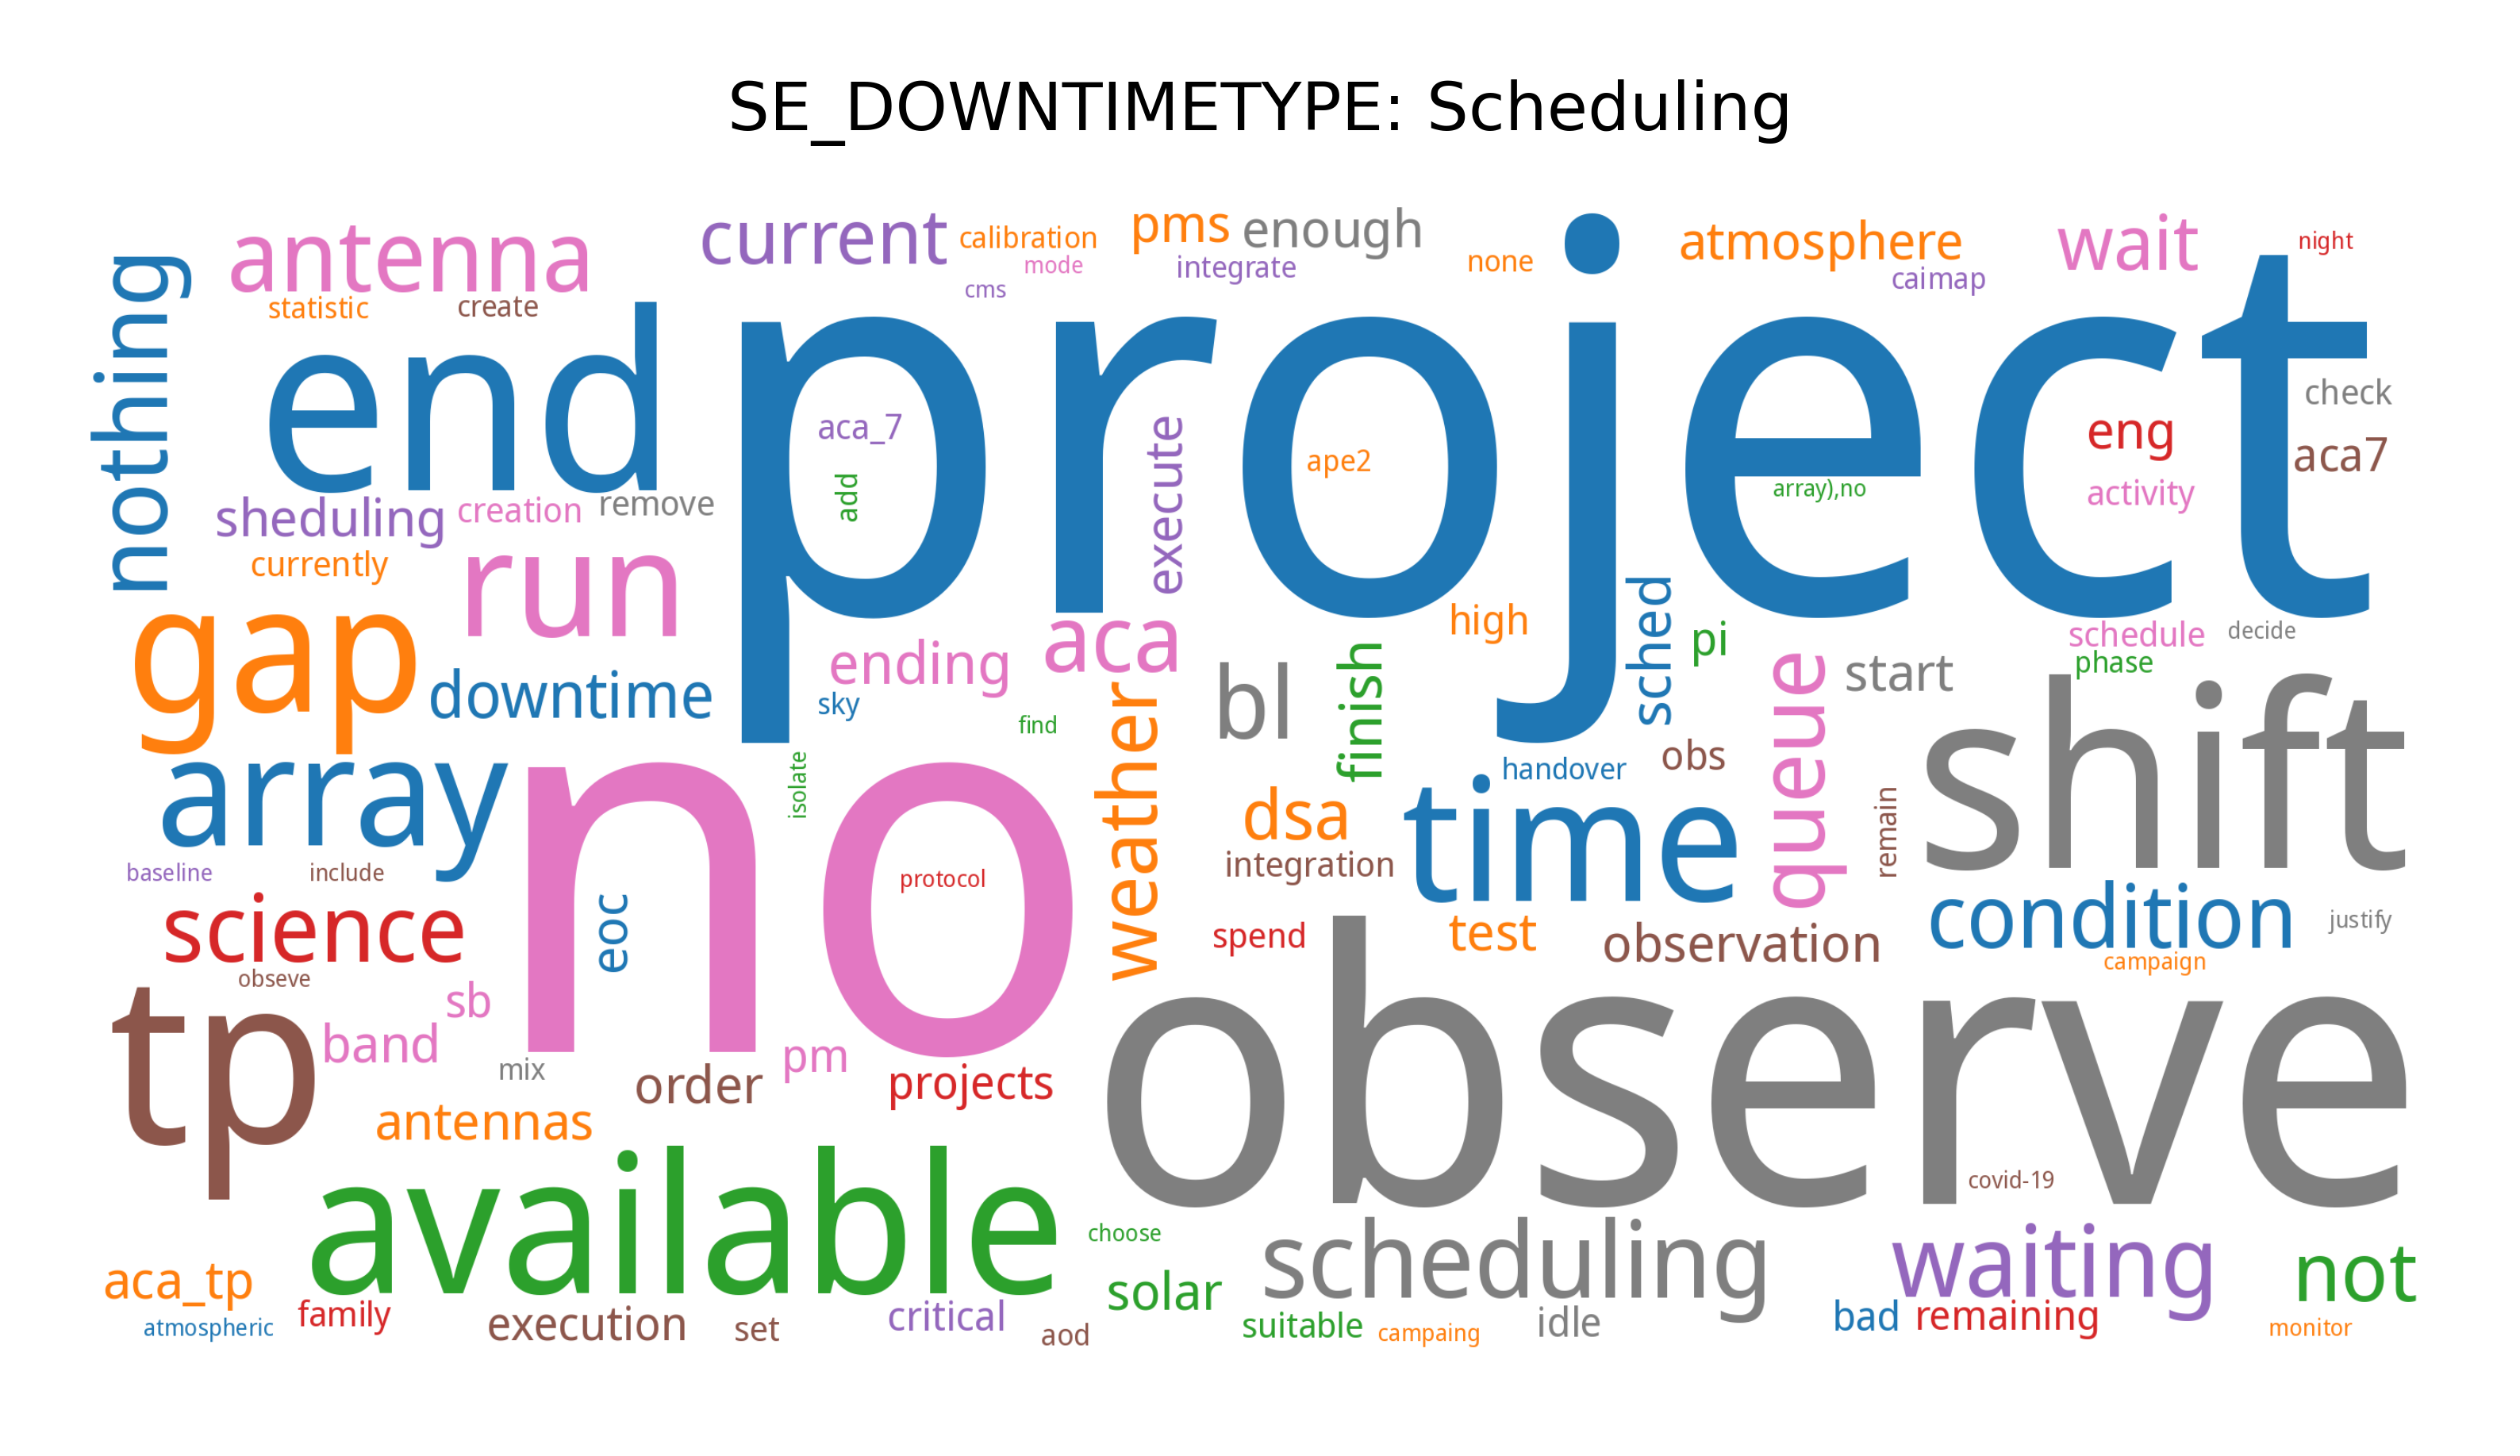 SE_DOWNTIMETYPE: Scheduling
antenna
current
calibration
pms
enough
atmosphere
wait
night
mode
integrate
none
caimap
cms
statistic
create
nothing
end
project
check
aca_7
execute
ape2
eng
aca7
add
array),no
activity
sheduling
creation
remove
currently
run
gap
aca
high
sched
pi
schedule
decide
phase
ending
downtime
sky
find
bl
finish
queue
start
shift
weather
array
no
isolate
handover
obs
dsa
time
remain
integration
baseline
include
protocol
science
eoc
spend
test
observation
condition
justify
campaign
obseve
tp
sb
band
mix
pm
order
projects
observe
antennas
available
covid-19
choose
scheduling
waiting
not
aca_tp
solar
family
atmospheric
execution
set
critical
aod
suitable
campaing
idle
bad
remaining
monitor